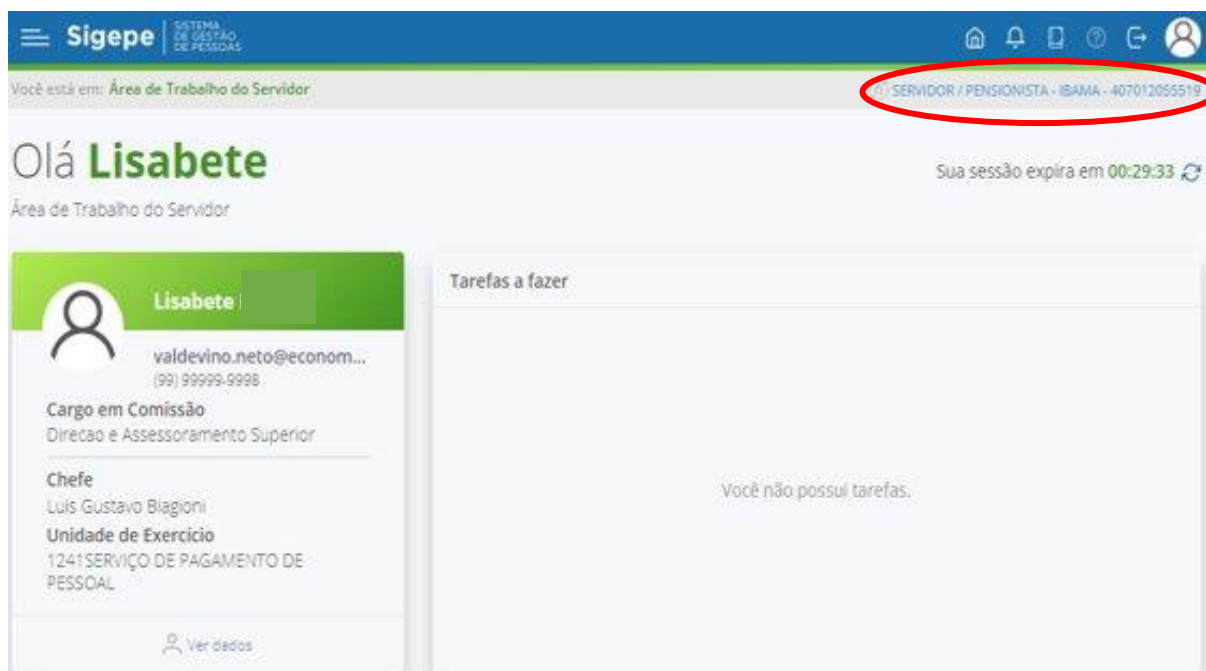 Sigepe
SISTEMA
DE GESTÃO
DE PESSOAS
Você está em: Área de Trabalho do Servidor
SERVIDOR / PENSIONISTA - IBAMA - 407012055519
Olá Lisabete
Sua sessão expira em 00:29:33
Área de Trabalho do Servidor
Lisabete
valdevino.neto@econom...
(99) 99999-9998
Cargo em Comissão
Direcao e Assessoramento Superior
Chefe
Luis Gustavo Biagioni
Unidade de Exercício
1241SERVIÇO DE PAGAMENTO DE
PESSOAL
Ver dados
Tarefas a fazer
Você não possui tarefas.